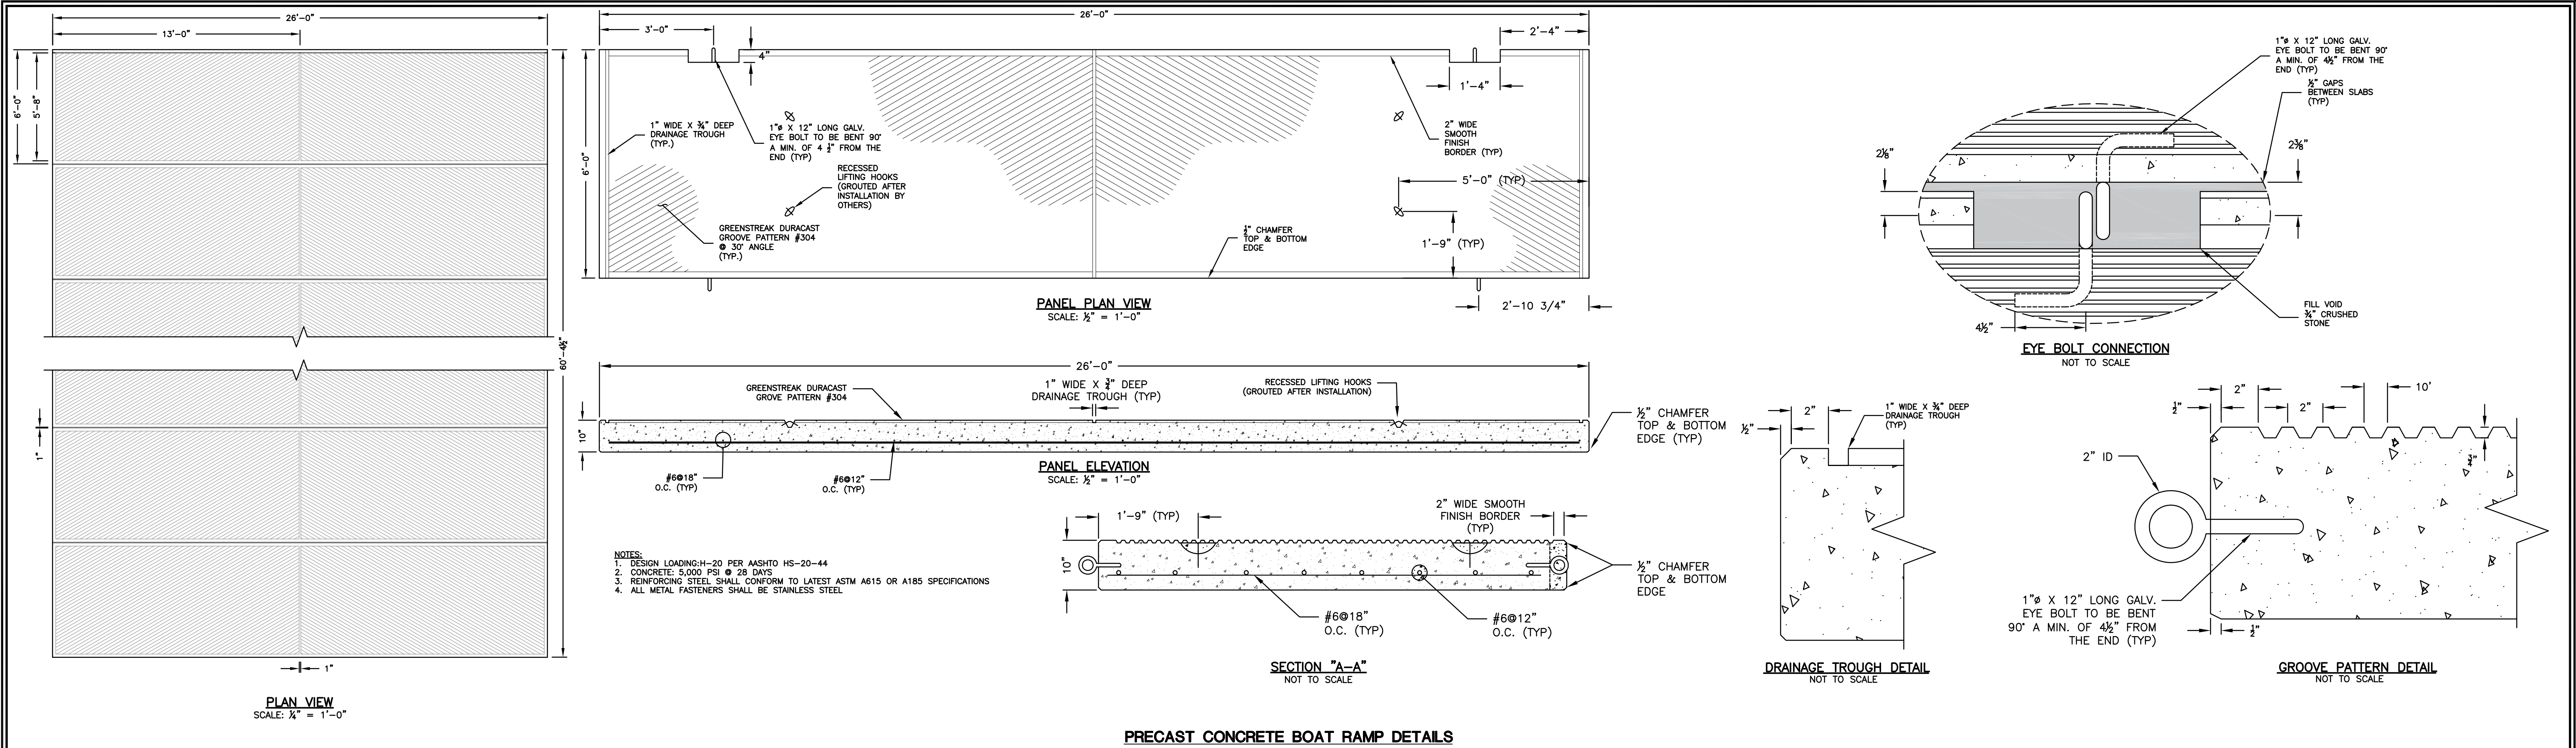 26'-0"
13'-0"
6'-0"
5'-8"
60'-4½"
1"
1"
PLAN VIEW
SCALE: ¼" = 1'-0"
26'-0"
3'-0"
4"
2'-4"
1'-4"
6'-0"
1" WIDE X ¾" DEEP
DRAINAGE TROUGH
(TYP.)
1"ø X 12" LONG GALV.
EYE BOLT TO BE BENT 90°
A MIN. OF 4 ½" FROM THE
END (TYP)
RECESSED
LIFTING HOOKS
(GROUTED AFTER
INSTALLATION BY
OTHERS)
GREENSTREAK DURACAST
GROOVE PATTERN #304
@ 30° ANGLE
(TYP.)
2" WIDE
SMOOTH
FINISH
BORDER (TYP)
5'-0" (TYP)
1'-9" (TYP)
½" CHAMFER
TOP & BOTTOM
EDGE
2'-10 3/4"
PANEL PLAN VIEW
SCALE: ½" = 1'-0"
26'-0"
GREENSTREAK DURACAST
GROVE PATTERN #304
1" WIDE X ¾" DEEP
DRAINAGE TROUGH (TYP)
RECESSED LIFTING HOOKS
(GROUTED AFTER INSTALLATION)
½" CHAMFER
TOP & BOTTOM
EDGE (TYP)
10"
#6@18"
O.C. (TYP)
#6@12"
O.C. (TYP)
PANEL ELEVATION
SCALE: ½" = 1'-0"
NOTES:
1. DESIGN LOADING:H-20 PER AASHTO HS-20-44
2. CONCRETE: 5,000 PSI @ 28 DAYS
3. REINFORCING STEEL SHALL CONFORM TO LATEST ASTM A615 OR A185 SPECIFICATIONS
4. ALL METAL FASTENERS SHALL BE STAINLESS STEEL
1'-9" (TYP)
2" WIDE SMOOTH
FINISH BORDER
(TYP)
10"
½" CHAMFER
TOP & BOTTOM
EDGE
#6@18"
O.C. (TYP)
#6@12"
O.C. (TYP)
SECTION "A-A"
NOT TO SCALE
1"ø X 12" LONG GALV.
EYE BOLT TO BE BENT 90°
A MIN. OF 4½" FROM THE
END (TYP)
½" GAPS
BETWEEN SLABS
(TYP)
2⅛"
2⅜"
4½"
FILL VOID
¾" CRUSHED
STONE
EYE BOLT CONNECTION
NOT TO SCALE
2"
½"
1" WIDE X ¾" DEEP
DRAINAGE TROUGH
(TYP)
DRAINAGE TROUGH DETAIL
NOT TO SCALE
2"
10'
½"
2"
¾"
2" ID
1"ø X 12" LONG GALV.
EYE BOLT TO BE BENT
90° A MIN. OF 4½" FROM
THE END (TYP)
½"
GROOVE PATTERN DETAIL
NOT TO SCALE
PRECAST CONCRETE BOAT RAMP DETAILS